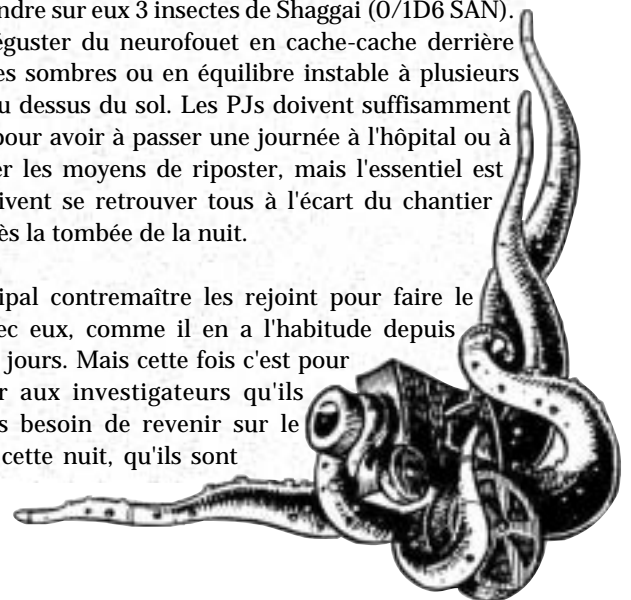 ndre sur eux 3 insectes de Shaggai (0/1D6 SAN).
éguster du neurofouet en cache-cache derrière
es sombres ou en équilibre instable à plusieurs
u dessus du sol. Les PJs doivent suffisamment
pour avoir à passer une journée à l'hôpital ou à
er les moyens de riposter, mais l'essentiel est
ivent se retrouver tous à l'écart du chantier
ès la tombée de la nuit.
ipal contremaître les rejoint pour faire le
ec eux, comme il en a l'habitude depuis
jours. Mais cette fois c'est pour
r aux investigateurs qu'ils
s besoin de revenir sur le
cette nuit, qu'ils sont